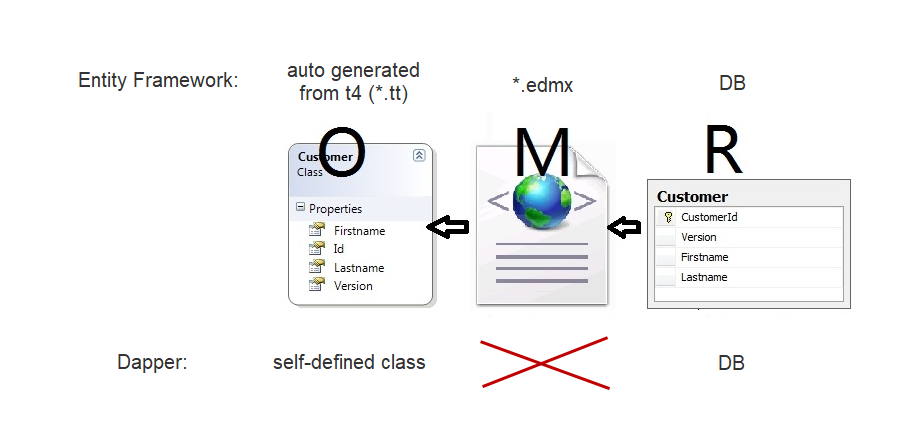 Entity Framework:
auto generated
from t4 (*.tt)
*.edmx
DB
O
M
R
Customer
Class
Properties
Firstname
Id
Lastname
Version
< >
Customer
CustomerId
Version
Firstname
Lastname
Dapper:
self-defined class
DB